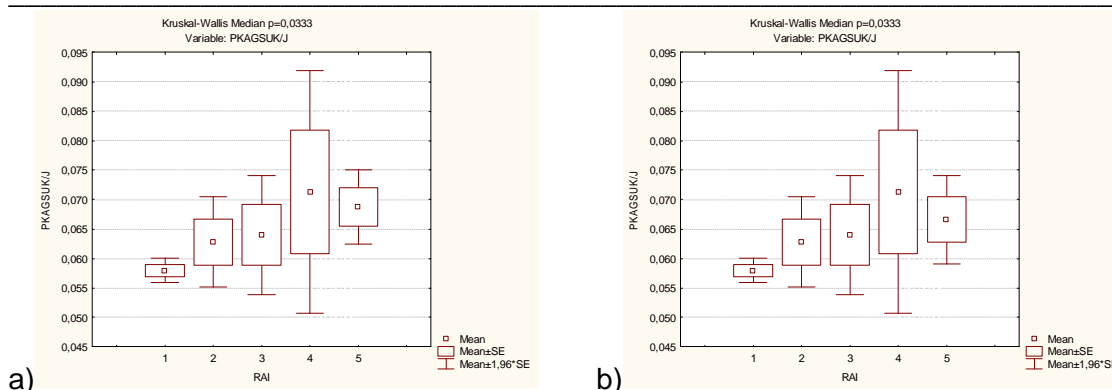 Kruskal-Wallis Median p=0,0333
Variable: PKAGSUK/J
0,095
0,090
0,085
0,080
0,075
0,070
0,065
0,060
0,055
0,050
0,045
PKAGSUK/J
1 2 3 4 5
RAI
Mean
Mean±SE
Mean±1,96*SE
a)
Kruskal-Wallis Median p=0,0333
Variable: PKAGSUK/J
0,095
0,090
0,085
0,080
0,075
0,070
0,065
0,060
0,055
0,050
0,045
PKAGSUK/J
1 2 3 4 5
RAI
Mean
Mean±SE
Mean±1,96*SE
b)